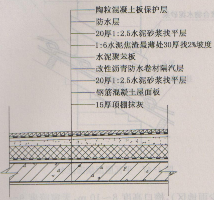 陶粒混凝土板保护层
防水层
20厚1:2.5水泥砂浆找平层
1:6水泥焦渣最薄处30厚找2%坡度
水泥聚苯板
改性沥青防水卷材隔汽层
20厚1:2.5水泥砂浆找平层
钢筋混凝土屋面板
15厚顶棚抹灰